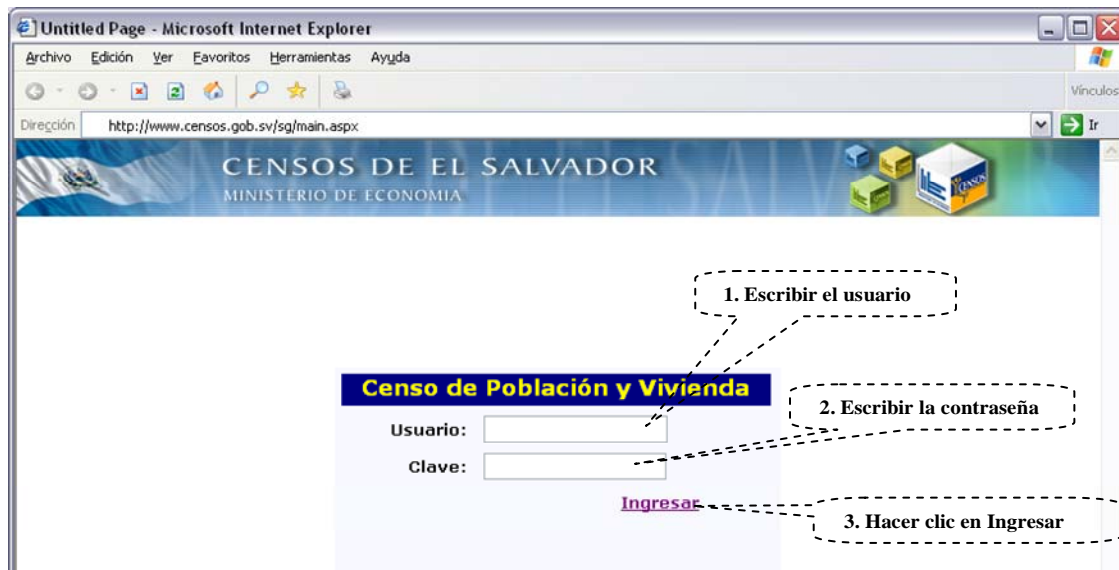 Untitled Page - Microsoft Internet Explorer
Archivo Edición Ver Favoritos Herramientas Ayuda
Vínculos
Dirección http://www.censos.gob.sv/sg/main.aspx Ir
CENSOS DE EL SALVADOR
MINISTERIO DE ECONOMIA
1. Escribir el usuario
Censo de Población y Vivienda
2. Escribir la contraseña
Usuario:
Clave:
Ingresar
3. Hacer clic en Ingresar